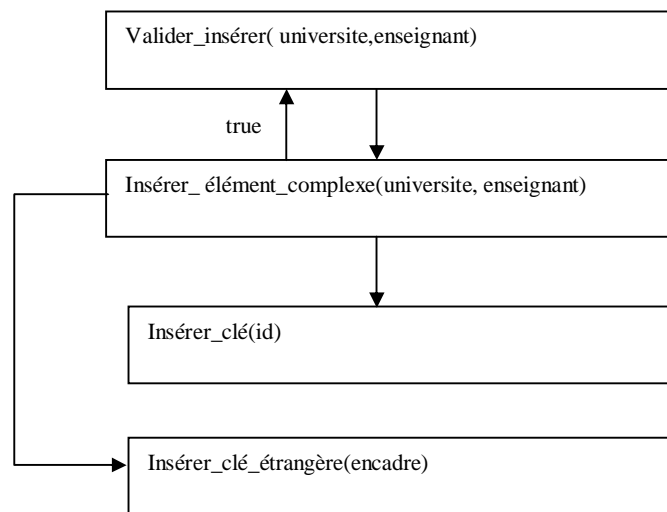 Valider_insérer( universite,enseignant)
true
Insérer_ élément_complexe(universite, enseignant)
Insérer_clé(id)
Insérer_clé_étrangère(encadre)